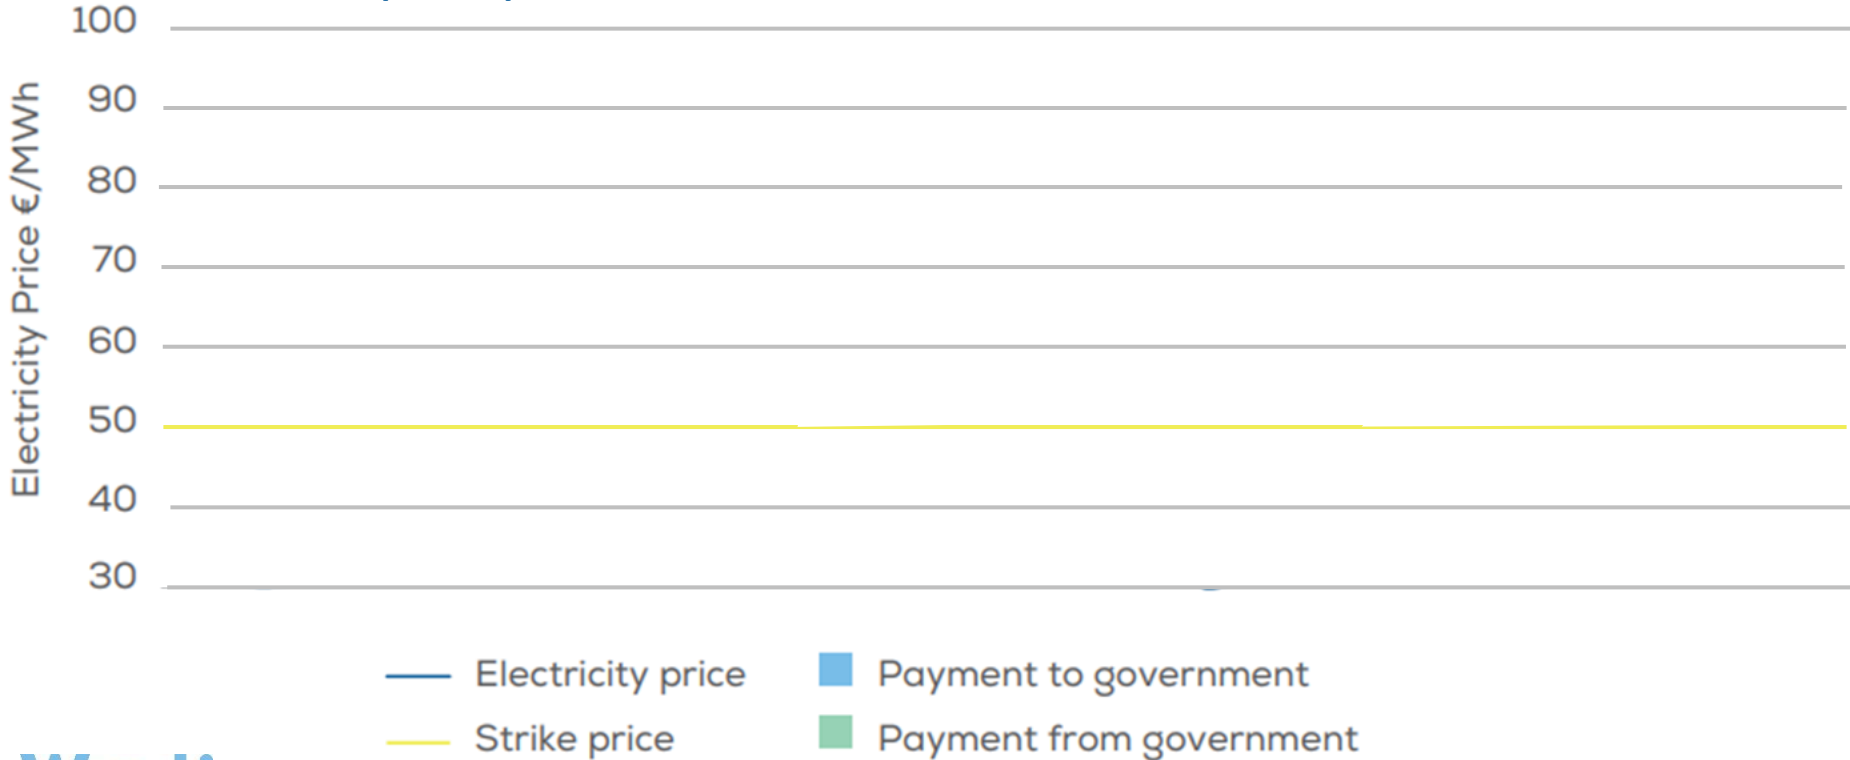 100
90
80
70
60
50
40
30
Electricity Price €/MWh
Electricity price
Payment to government
Strike price
Payment from government